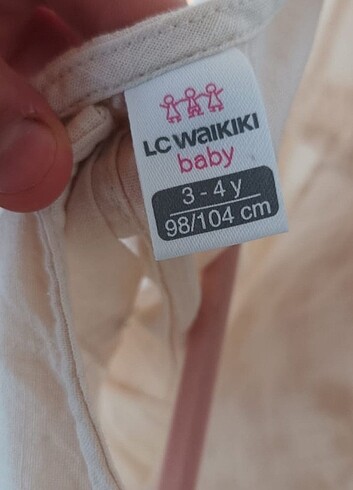 LC WAIKIKI
baby
3 - 4 y
98/104 cm